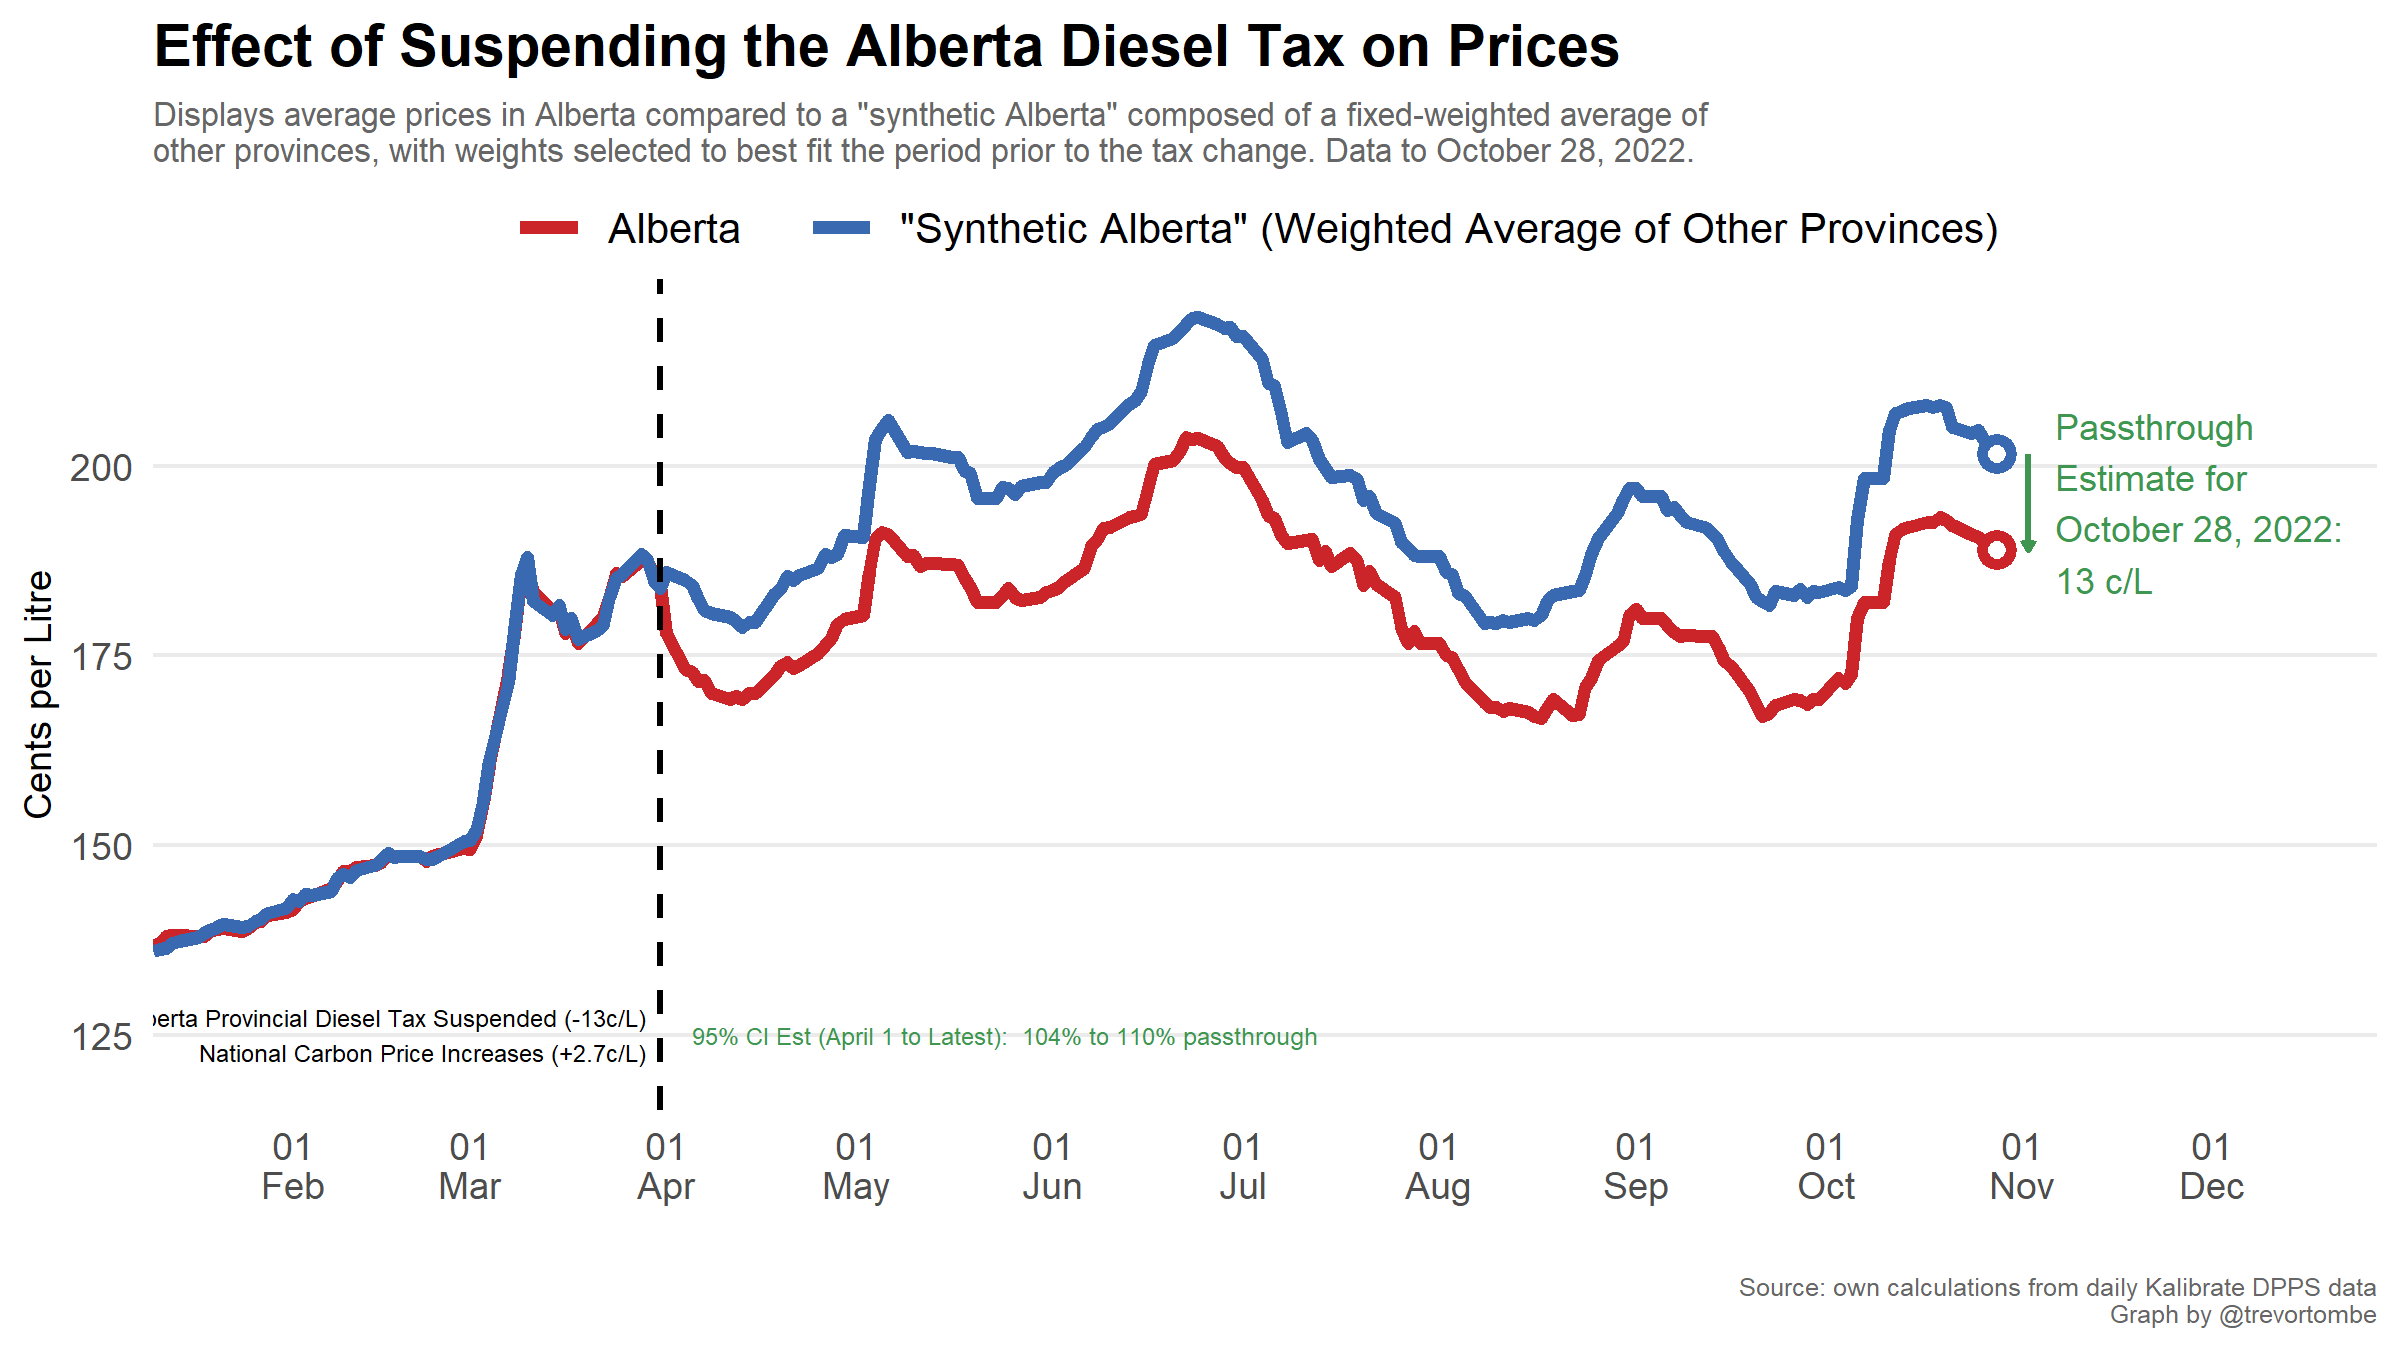 Effect of Suspending the Alberta Diesel Tax on Prices
Displays average prices in Alberta compared to a "synthetic Alberta" composed of a fixed-weighted average of
other provinces, with weights selected to best fit the period prior to the tax change. Data to October 28, 2022.
Alberta
"Synthetic Alberta" (Weighted Average of Other Provinces)
Cents per Litre
200
175
150
125
Passthrough
Estimate for
October 28, 2022:
13 c/L
berta Provincial Diesel Tax Suspended (-13c/L)
National Carbon Price Increases (+2.7c/L)
95% CI Est (April 1 to Latest): 104% to 110% passthrough
01
Feb
01
Mar
01
Apr
01
May
01
Jun
01
Jul
01
Aug
01
Sep
01
Oct
01
Nov
01
Dec
Source: own calculations from daily Kalibrate DPPS data
Graph by @trevortombe